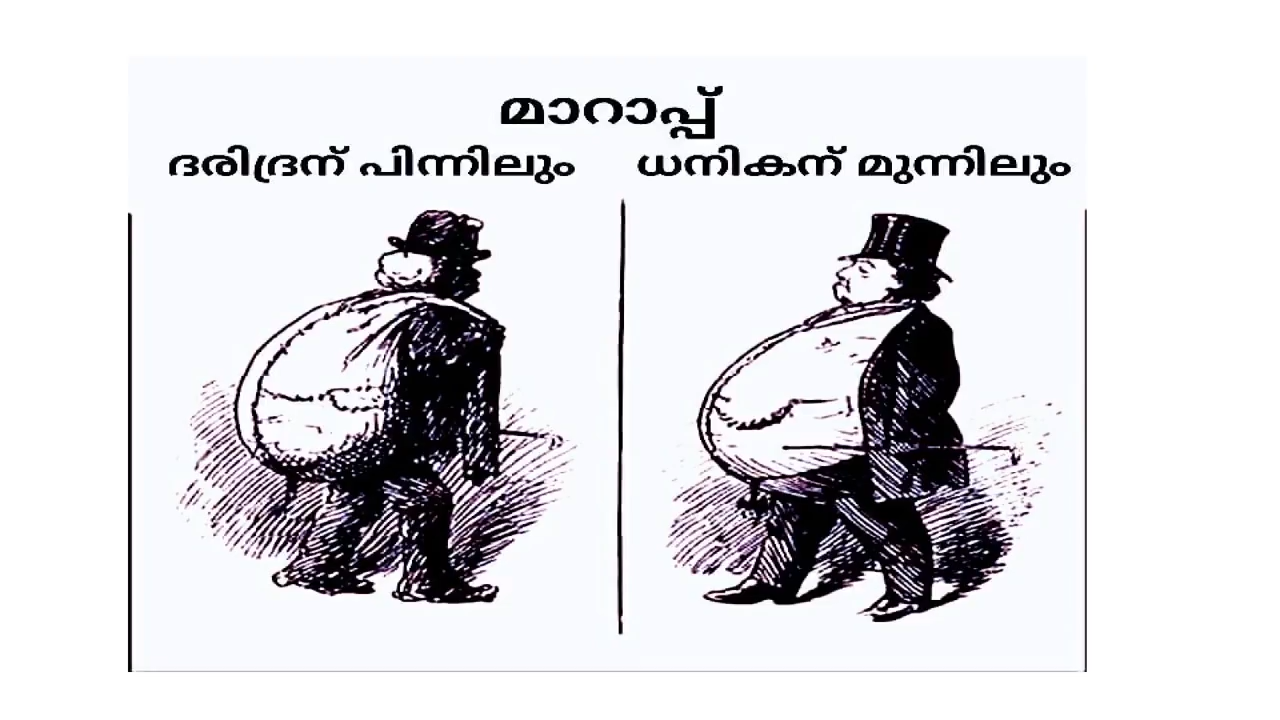 മാറാപ്പ്
ദരിദ്രന് പിന്നിലും ധനികന് മുന്നിലും